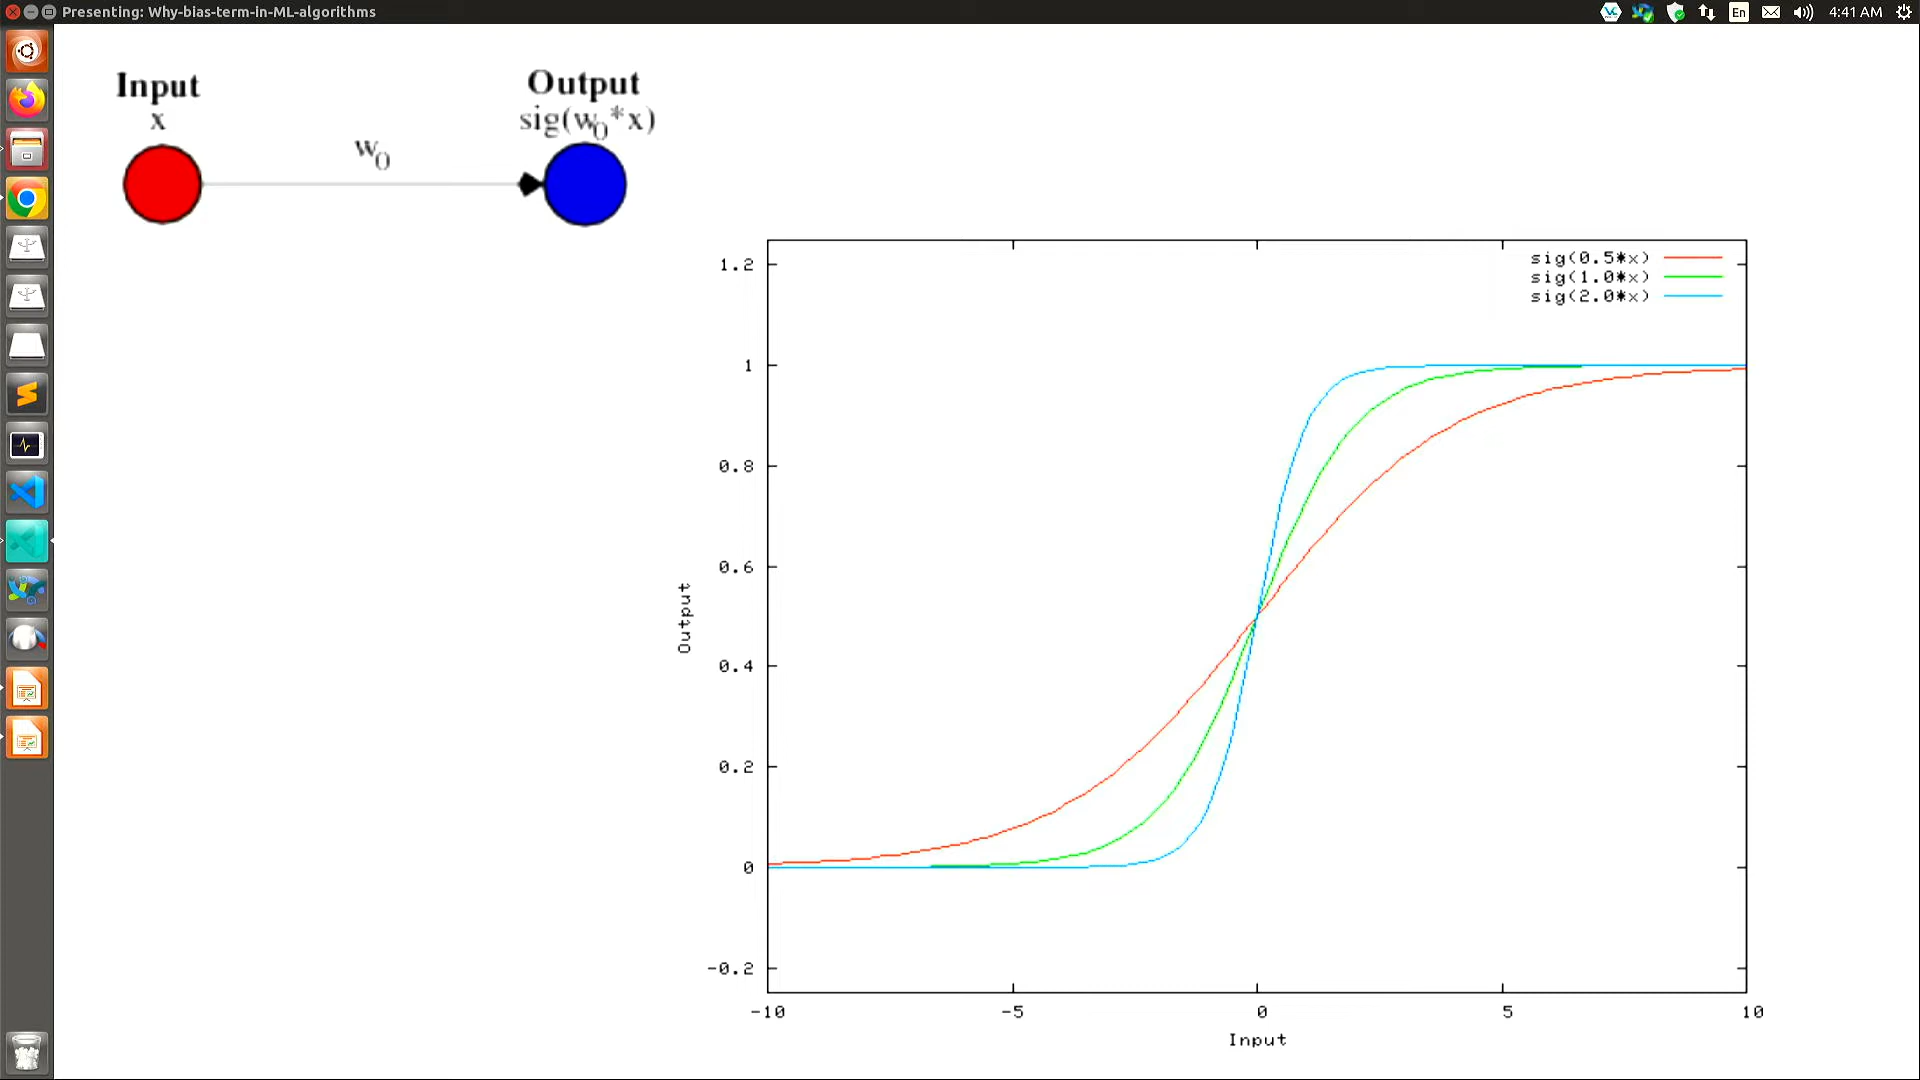 Presenting: Why-bias-term-in-ML-algorithms
En
4:41 AM
Input
x
w0
Output
sig(w0*x)
sig(0.5*x)
sig(1.0*x)
sig(2.0*x)
1.2
1
0.8
0.6
0.4
0.2
0
-0.2
Output
-10
-5
0
5
10
Input